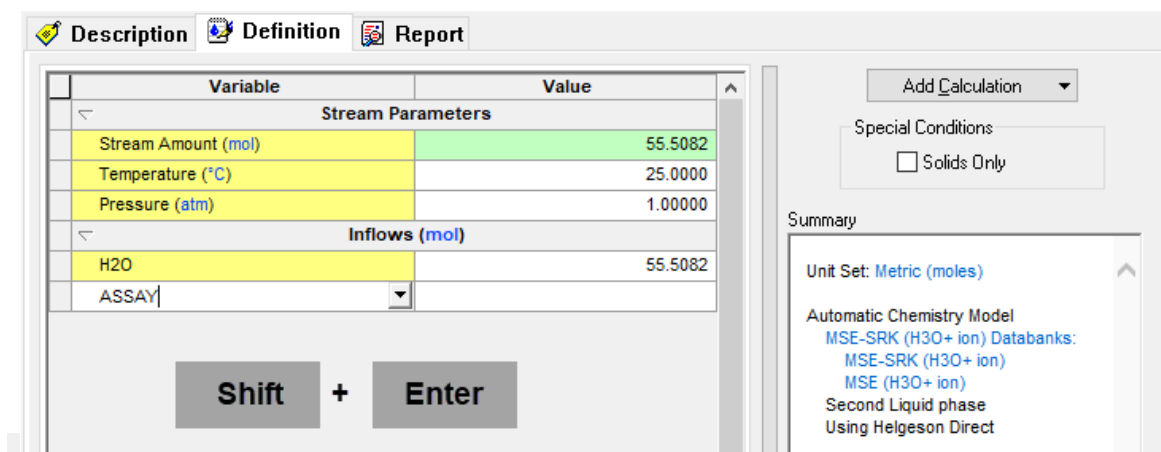 Description Definition Report
Variable Value
Stream Parameters
Stream Amount (mol) 55.5082
Temperature (°C) 25.0000
Pressure (atm) 1.00000
Inflows (mol)
H2O 55.5082
ASSAY
Shift + Enter
Add Calculation
Special Conditions
Solids Only
Summary
Unit Set: Metric (moles)
Automatic Chemistry Model
MSE-SRK (H3O+ ion) Databanks:
MSE-SRK (H3O+ ion)
MSE (H3O+ ion)
Second Liquid phase
Using Helgeson Direct